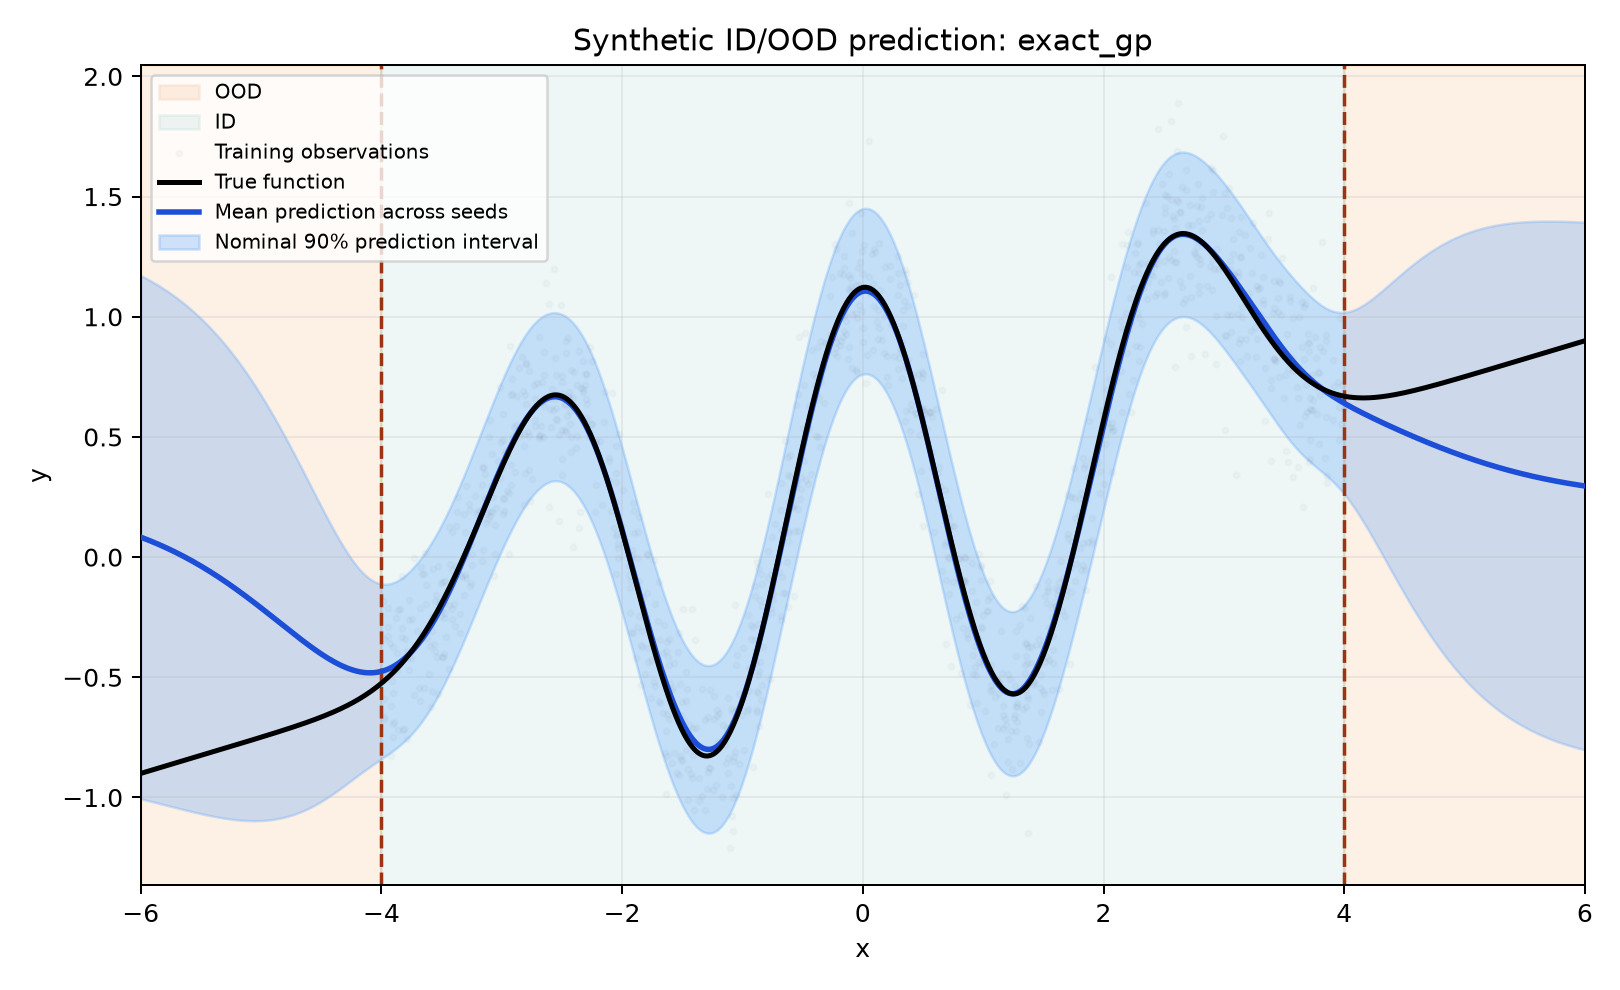 Synthetic ID/OOD prediction: exact_gp
OOD
ID
Training observations
True function
Mean prediction across seeds
Nominal 90% prediction interval
2.0
1.5
1.0
0.5
0.0
−0.5
−1.0
y
−6 −4 −2 0 2 4 6
x